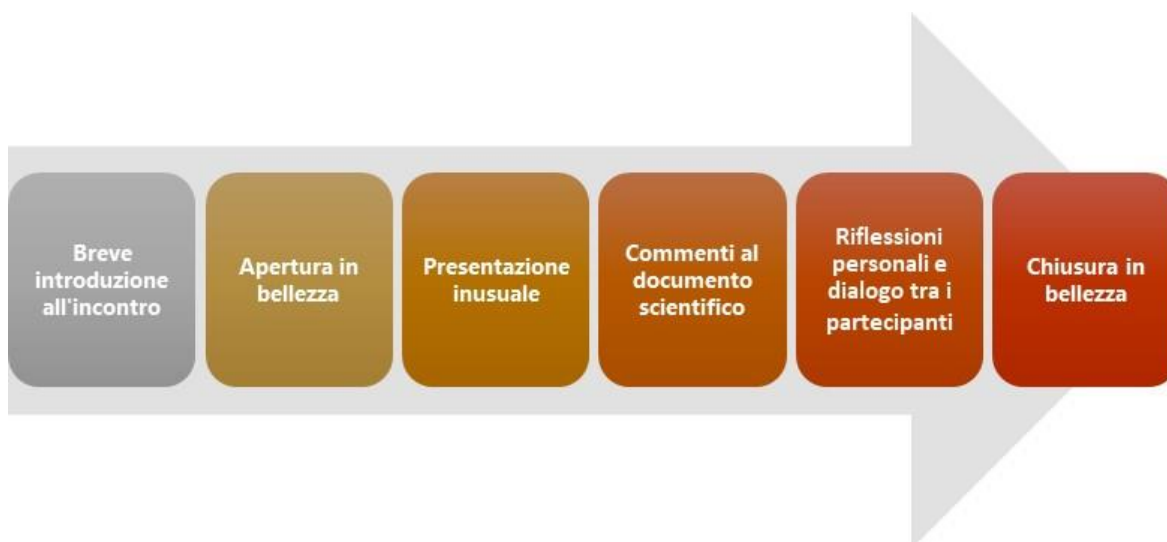 Breve
introduzione
all'incontro
Apertura in
bellezza
Presentazione
inusuale
Commenti al
documento
scientifico
Riflessioni
personali e
dialogo tra i
partecipanti
Chiusura in
bellezza